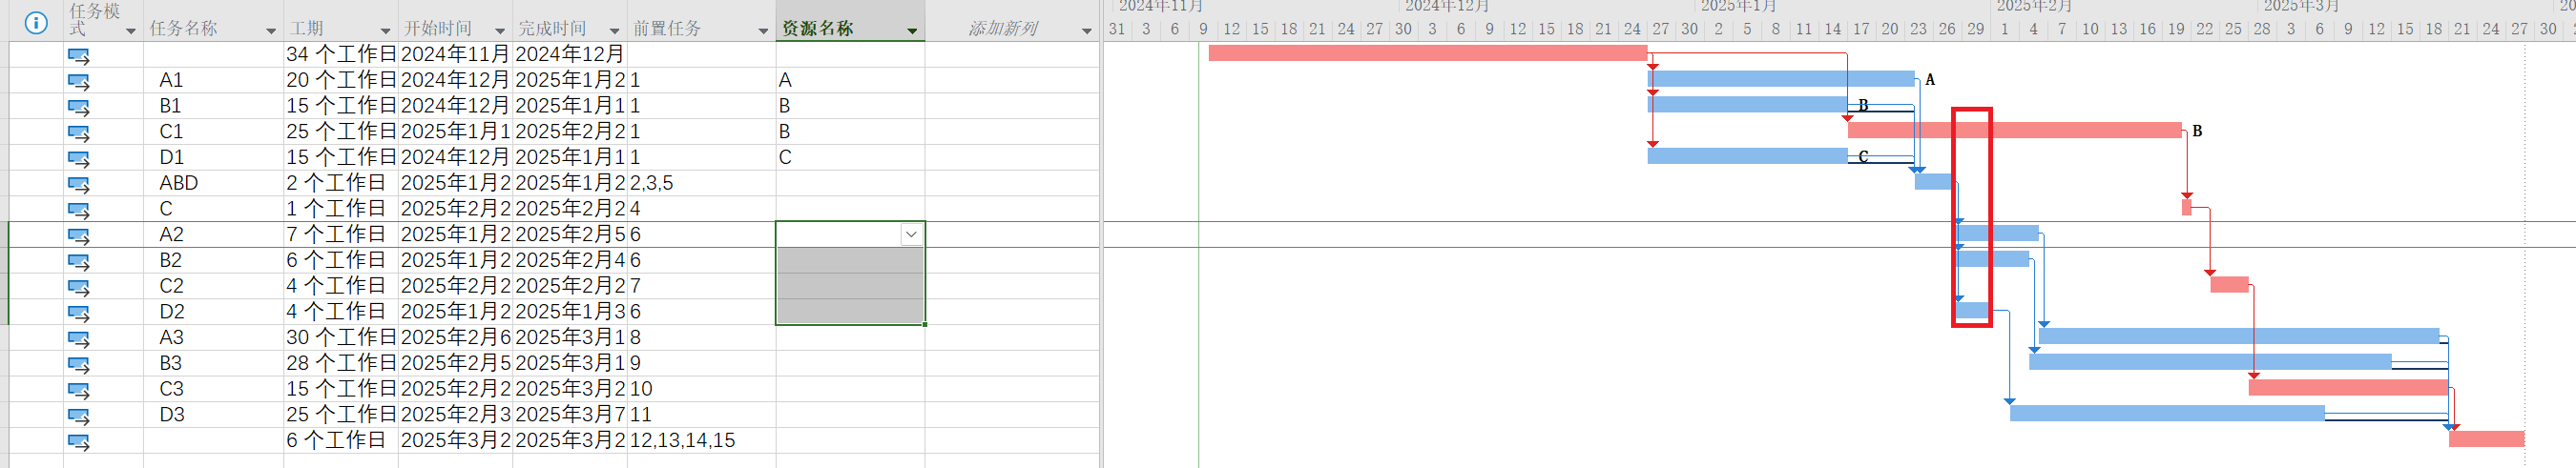 任务模式 任务名称 工期 开始时间 完成时间 前置任务 资源名称 添加新列
34 个工作日 2024年11月 2024年12月
A1 20 个工作日 2024年12月 2025年1月2 1 A
B1 15 个工作日 2024年12月 2025年1月1 1 B
C1 25 个工作日 2025年1月1 2025年2月2 1 B
D1 15 个工作日 2024年12月 2025年1月1 1 C
ABD 2 个工作日 2025年1月2 2025年1月2 2,3,5
C 1 个工作日 2025年2月2 2025年2月2 4
A2 7 个工作日 2025年1月2 2025年2月5 6
B2 6 个工作日 2025年1月2 2025年2月4 6
C2 4 个工作日 2025年2月2 2025年2月2 7
D2 4 个工作日 2025年1月2 2025年1月3 6
A3 30 个工作日 2025年2月6 2025年3月1 8
B3 28 个工作日 2025年2月5 2025年3月1 9
C3 15 个工作日 2025年2月2 2025年3月2 10
D3 25 个工作日 2025年2月3 2025年3月7 11
6 个工作日 2025年3月2 2025年3月2 12,13,14,15
2024年11月 2024年12月 2025年1月 2025年2月 2025年3月 20
31 3 6 9 12 15 18 21 24 27 30 3 6 9 12 15 18 21 24 27 30 2 5 8 11 14 17 20 23 26 29 1 4 7 10 13 16 19 22 25 28 3 6 9 12 15 18 21 24 27 30 2
A
B
B
C